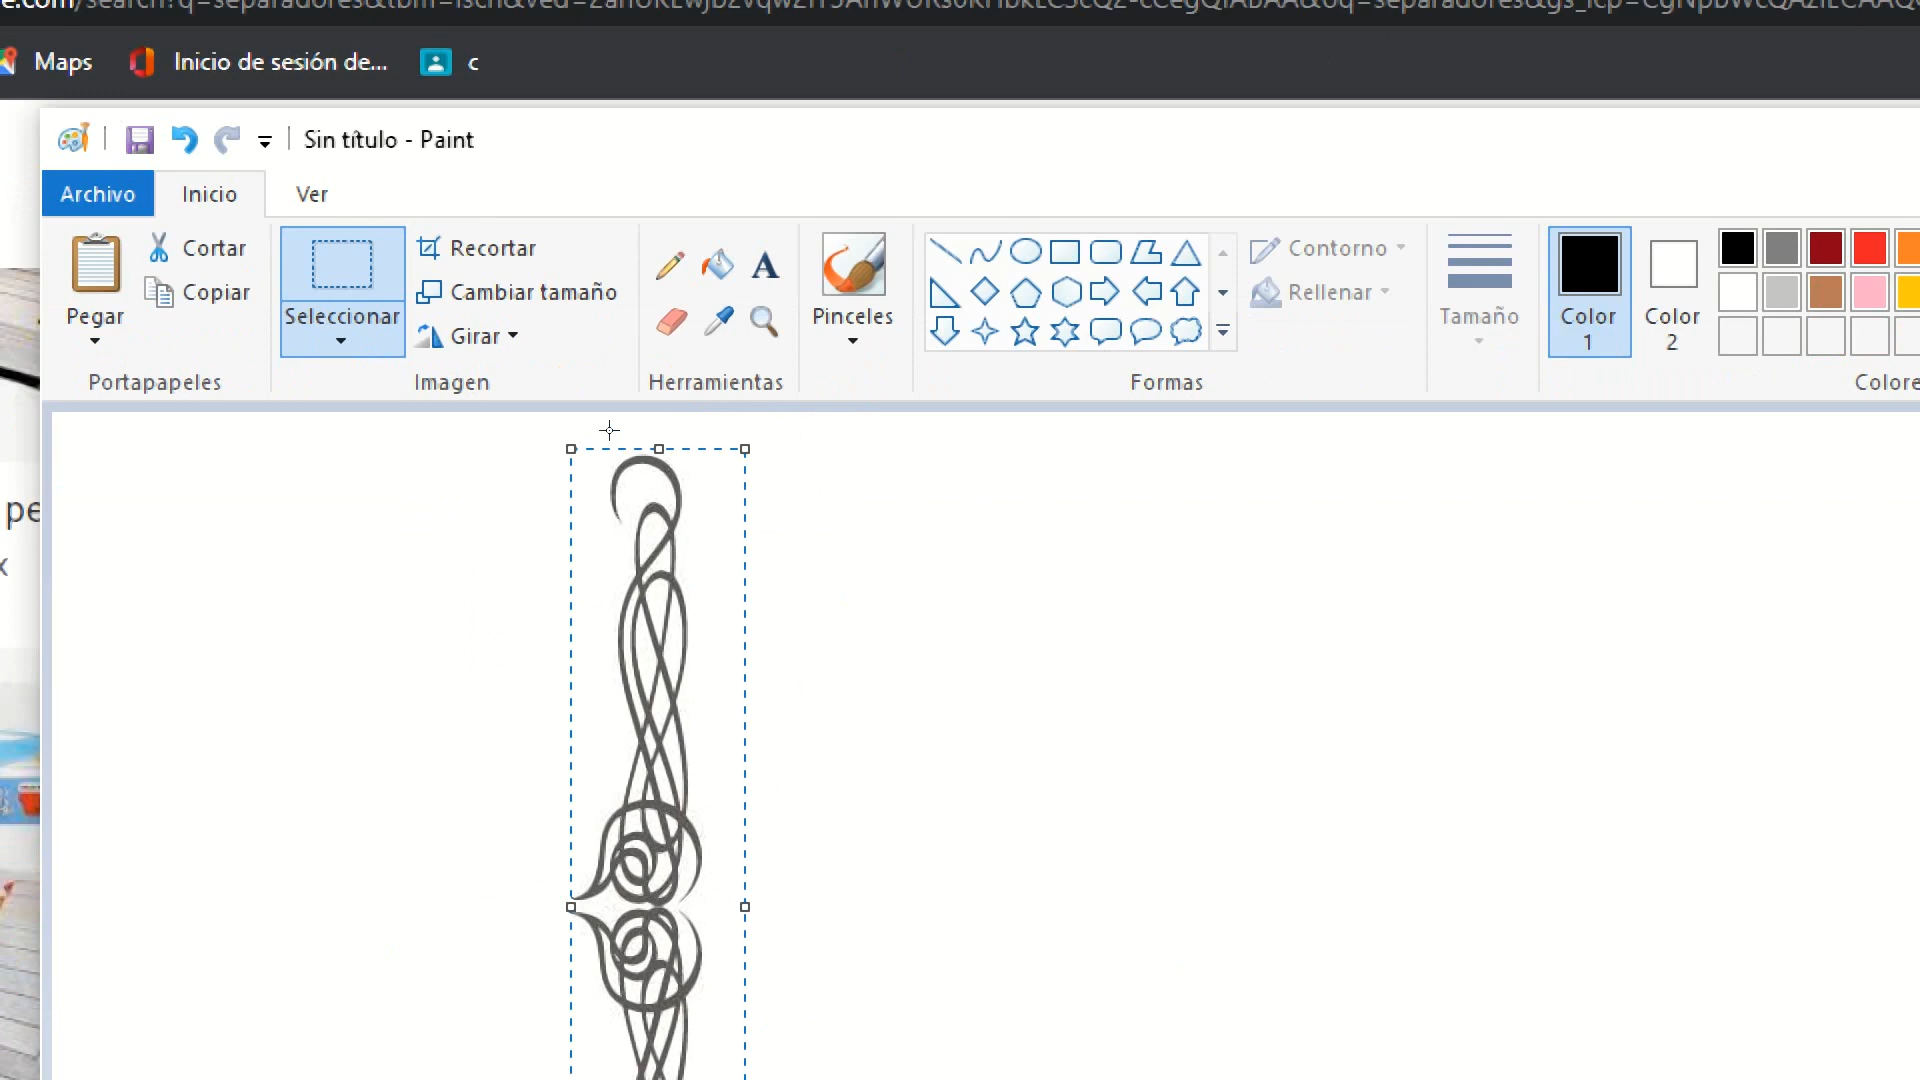 Maps Inicio de sesión de... c
Sin título - Paint
Archivo Inicio Ver
Pegar
Cortar
Copiar
Portapapeles
Seleccionar
Recortar
Cambiar tamaño
Girar
Imagen
Herramientas
Pinceles
Formas
Contorno
Rellenar
Tamaño
Color
1
Color
2
Colore
pe
x